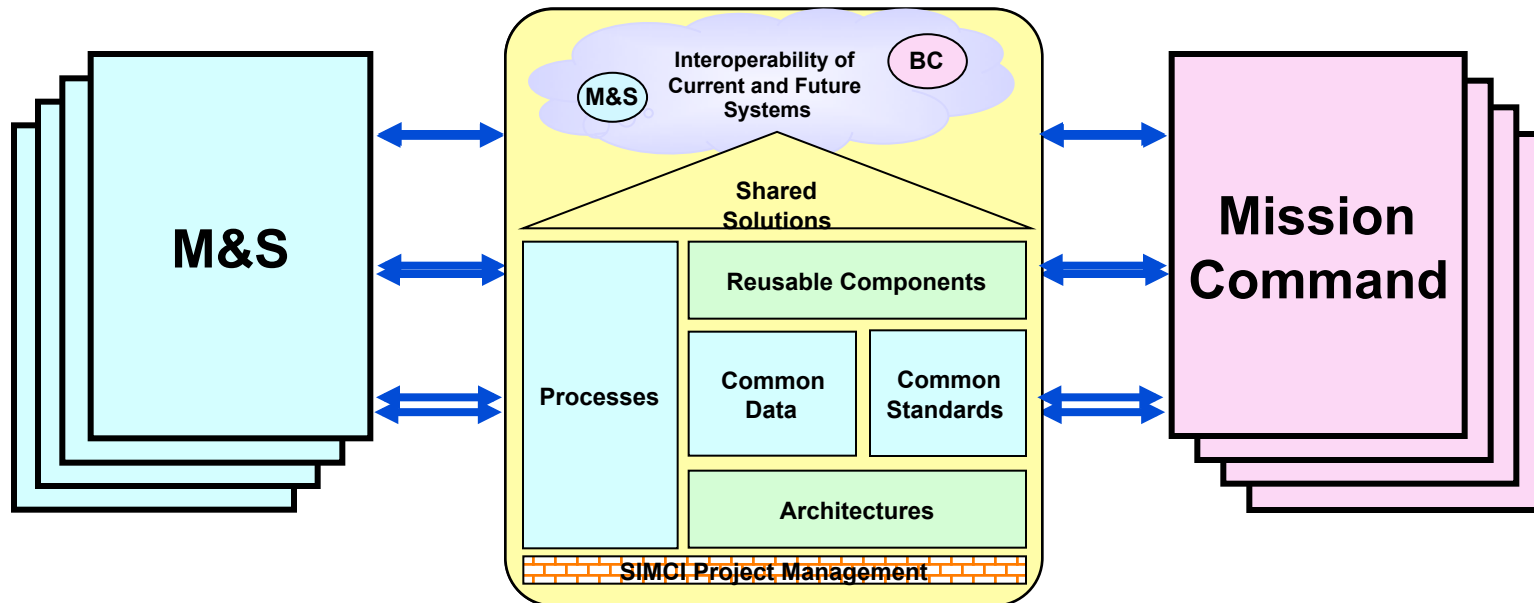 Interoperability of
Current and Future
Systems
BC
M&S
M&S
Shared
Solutions
Mission
Command
Reusable Components
Processes
Common
Data
Common
Standards
Architectures
SIMCI Project Management